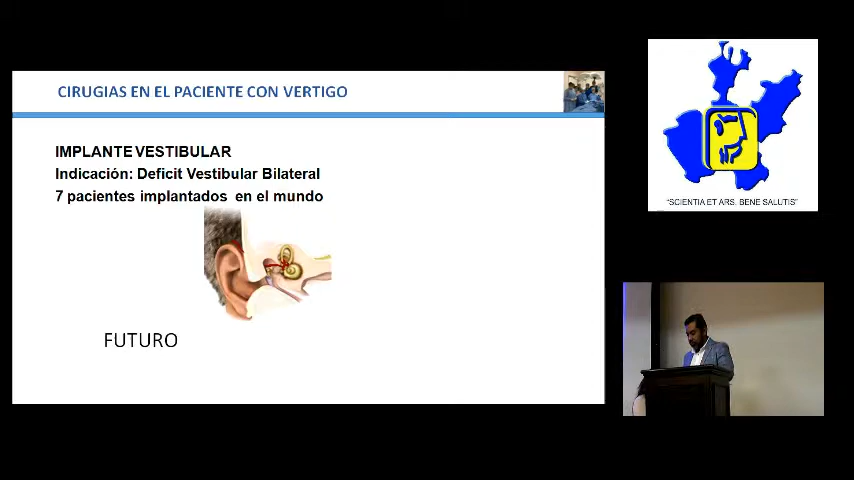 CIRUGIAS EN EL PACIENTE CON VERTIGO
IMPLANTE VESTIBULAR
Indicación: Deficit Vestibular Bilateral
7 pacientes implantados en el mundo
FUTURO
"SCIENTIA ET ARS. BENE SALUTIS"